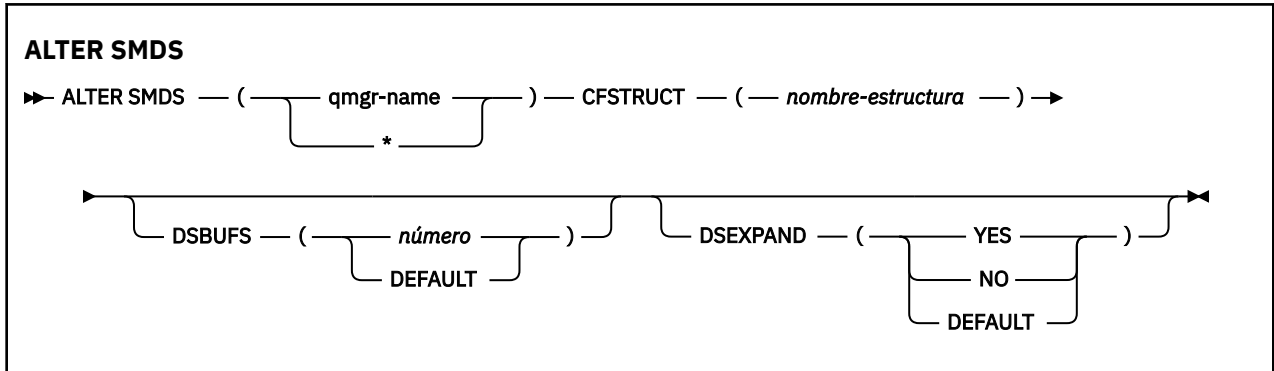 ALTER SMDS
ALTER SMDS ( qmgr-name ) CFSTRUCT ( nombre-estructura )
*
DSBUFS ( número ) DSEXPAND ( YES )
DEFAULT NO
DEFAULT